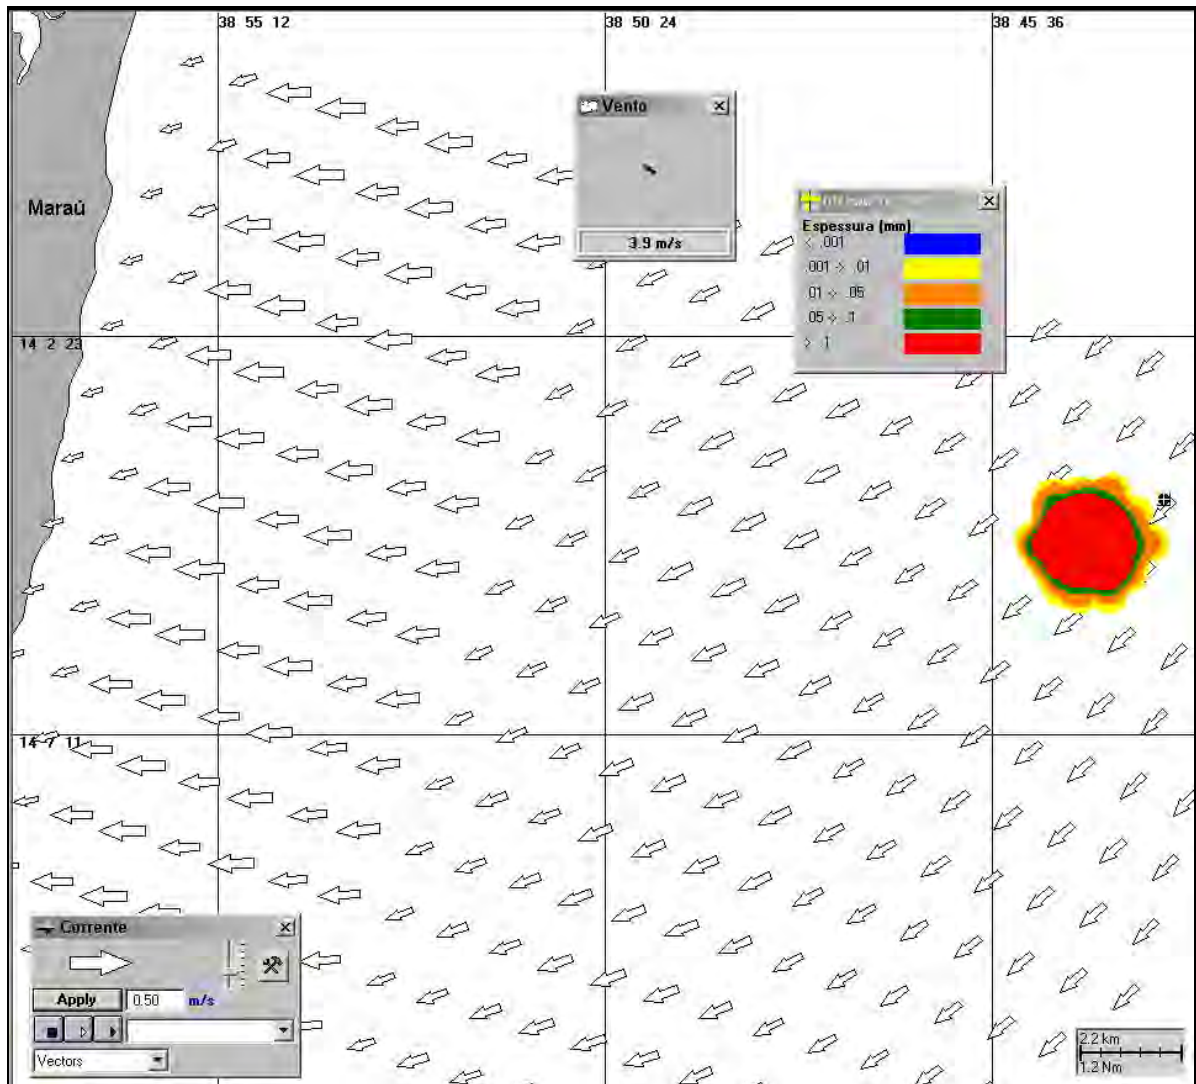 38 55 12
38 50 24
38 45 36
Vento
3.9 m/s
Maraú
Espessura (mm)
< .001
.001 -> .01
.01 -> .05
.05 -> .1
> .1
14 2 23
14 7 11
Corrente
Apply
0.50
m/s
Vectors
2.2 km
1.2 Nm